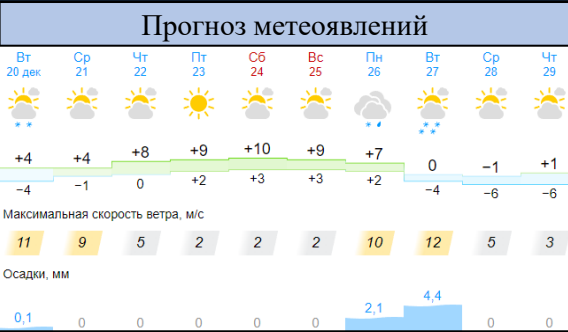 Прогноз метеоявлений
Вт Ср Чт Пт Сб Вс Пн Вт Ср Чт
20 дек 21 22 23 24 25 26 27 28 29
+4 +4 +8 +9 +10 +9 +7 0 −1 +1
−4 −1 0 +2 +3 +3 +2 −4 −6 −6
Максимальная скорость ветра, м/с
11 9 5 2 2 2 10 12 5 3
Осадки, мм
0,1 0 0 0 0 0 2,1 4,4 0 0